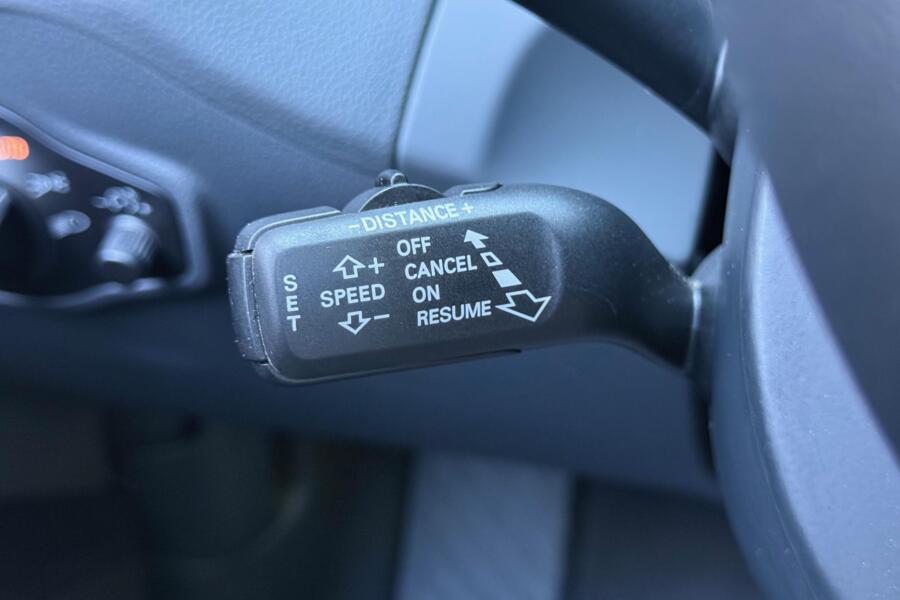 -DISTANCE+
OFF
+
CANCEL
SET
SPEED
ON
-
RESUME